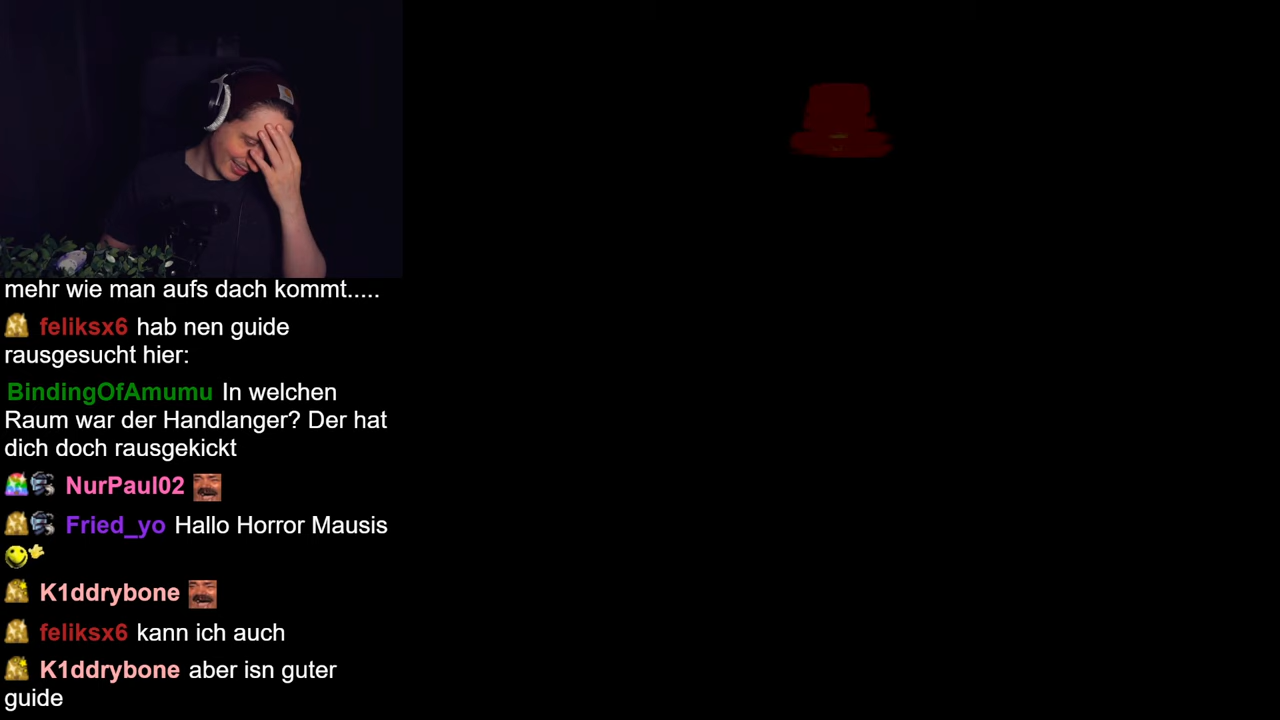 mehr wie man aufs dach kommt.....
feliksx6 hab nen guide
rausgesucht hier:
BindingOfAmumu In welchen
Raum war der Handlanger? Der hat
dich doch rausgekickt
NurPaul02
Fried_yo Hallo Horror Mausis
K1ddrybone
feliksx6 kann ich auch
K1ddrybone aber isn guter
guide